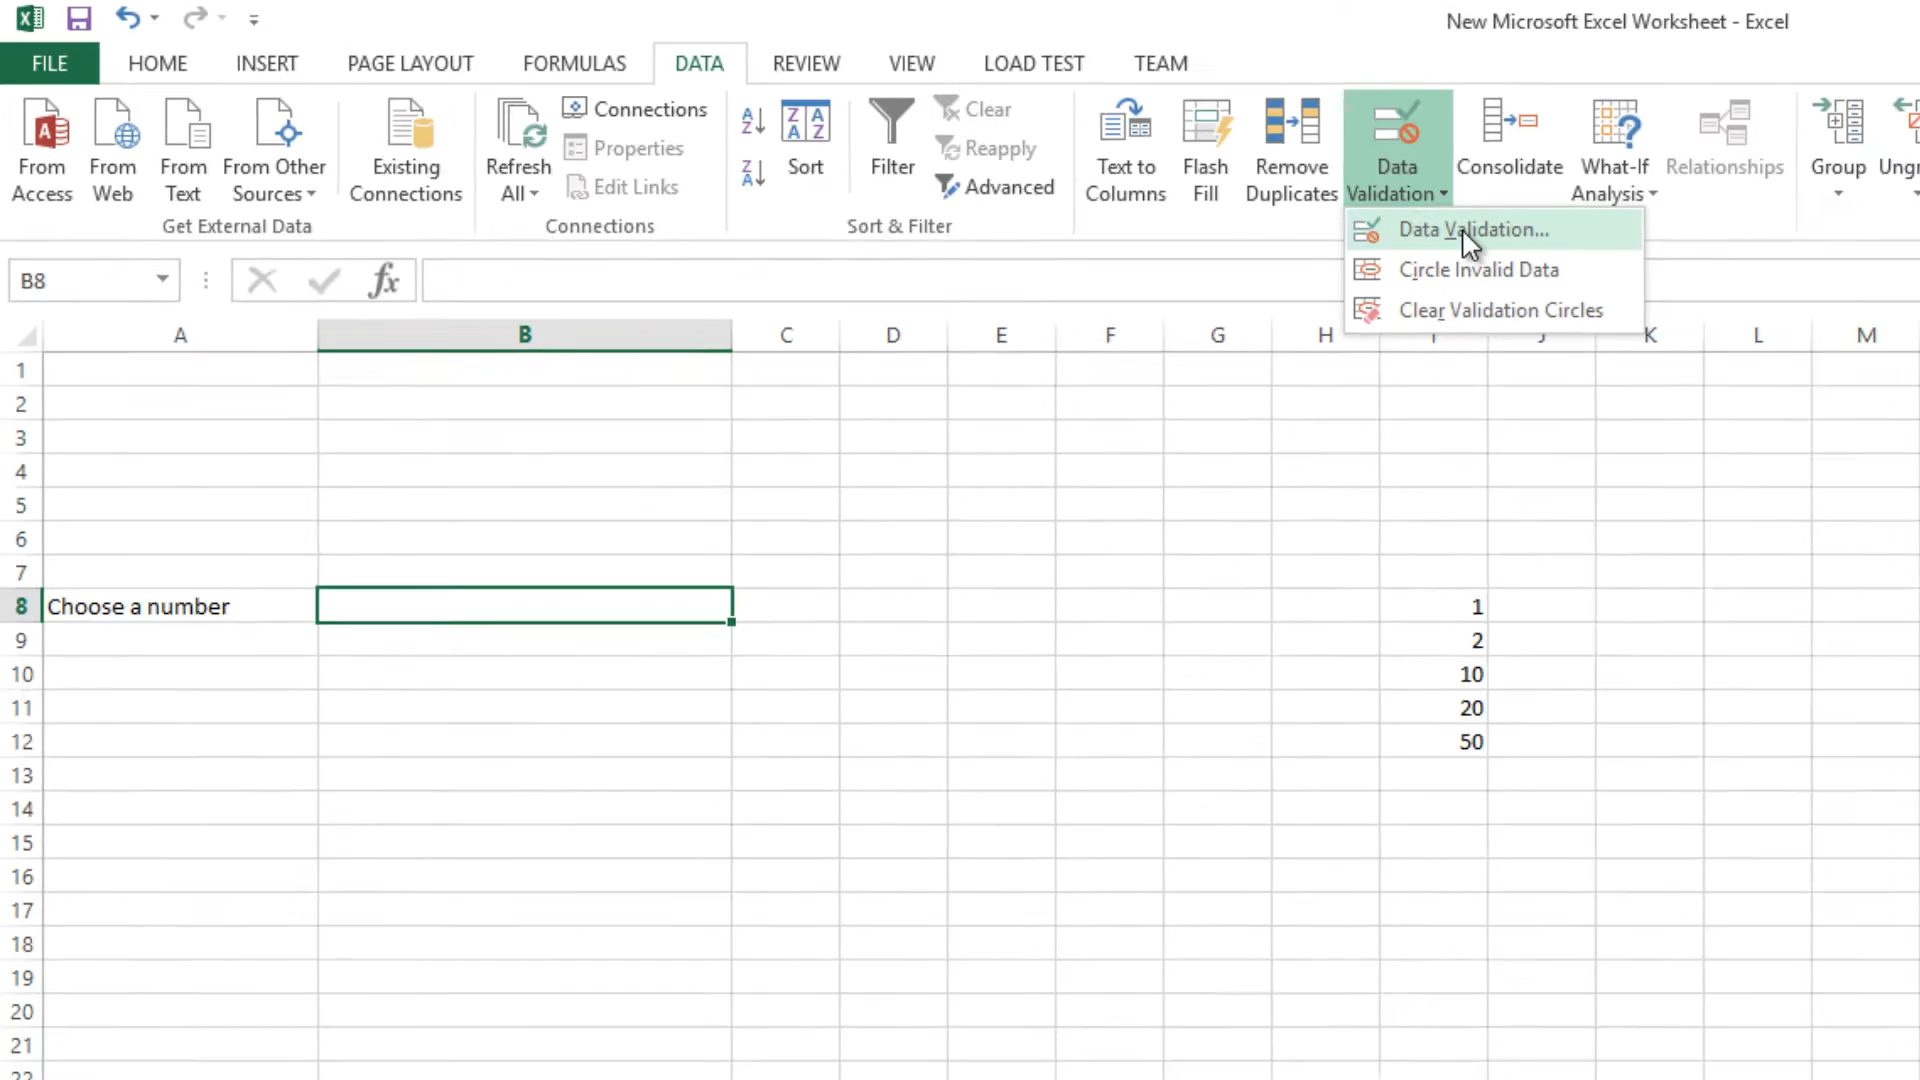 New Microsoft Excel Worksheet - Excel
FILE HOME INSERT PAGE LAYOUT FORMULAS DATA REVIEW VIEW LOAD TEST TEAM
From Access
From Web
From Text
From Other Sources
Get External Data
Existing Connections
Refresh All
Connections
Properties
Edit Links
Connections
Sort
Filter
Clear
Reapply
Advanced
Sort & Filter
Text to Columns
Flash Fill
Remove Duplicates
Data Validation
Consolidate
What-If Analysis
Relationships
Group
Data Validation...
Circle Invalid Data
Clear Validation Circles
B8
fx
A B C D E F G H K L M
1
2
3
4
5
6
7
8 Choose a number 1
9 2
10 10
11 20
12 50
13
14
15
16
17
18
19
20
21